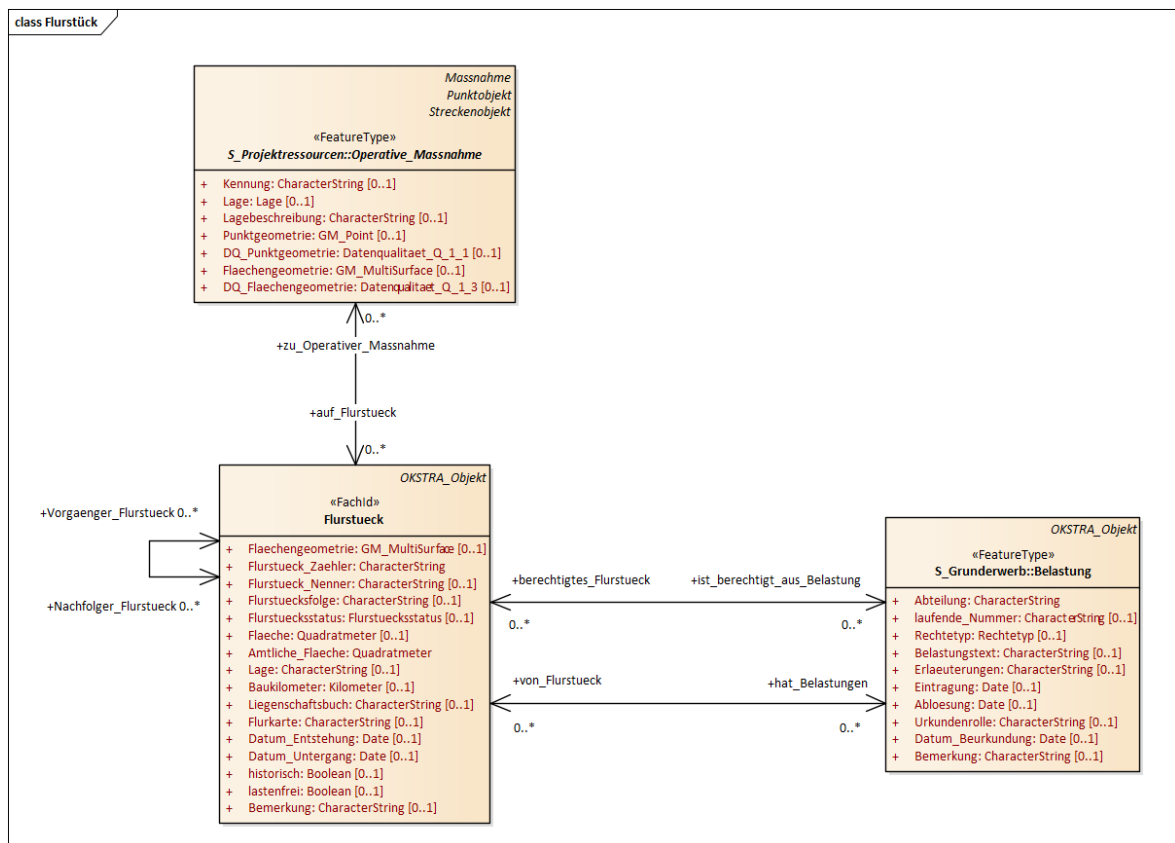 class Flurstück
Massnahme
Punktobjekt
Streckenobjekt
«FeatureType»
S_Projektressourcen::Operative_Massnahme
+ Kennung: CharacterString [0..1]
+ Lage: Lage [0..1]
+ Lagebeschreibung: CharacterString [0..1]
+ Punktgeometrie: GM_Point [0..1]
+ DQ_Punktgeometrie: Datenqualitaet_Q_1_1 [0..1]
+ Flaechengeometrie: GM_MultiSurface [0..1]
+ DQ_Flaechengeometrie: Datenqualitaet_Q_1_3 [0..1]
0..*
+zu_Operativer_Massnahme
+auf_Flurstueck
0..*
OKSTRA_Objekt
«FachId»
Flurstueck
+ Flaechengeometrie: GM_MultiSurface [0..1]
+ Flurstueck_Zaehler: CharacterString
+ Flurstueck_Nenner: CharacterString [0..1]
+ Flurstuecksfolge: CharacterString [0..1]
+ Flurstuecksstatus: Flurstuecksstatus [0..1]
+ Flaeche: Quadratmeter [0..1]
+ Amtliche_Flaeche: Quadratmeter
+ Lage: CharacterString [0..1]
+ Baukilometer: Kilometer [0..1]
+ Liegenschaftsbuch: CharacterString [0..1]
+ Flurkarte: CharacterString [0..1]
+ Datum_Entstehung: Date [0..1]
+ Datum_Untergang: Date [0..1]
+ historisch: Boolean [0..1]
+ lastenfrei: Boolean [0..1]
+ Bemerkung: CharacterString [0..1]
+Vorgaenger_Flurstueck 0..*
+Nachfolger_Flurstueck 0..*
+berechtigtes_Flurstueck
+ist_berechtigt_aus_Belastung
0..*
0..*
+von_Flurstueck
+hat_Belastungen
0..*
0..*
OKSTRA_Objekt
«FeatureType»
S_Grunderwerb::Belastung
+ Abteilung: CharacterString
+ laufende_Nummer: CharacterString [0..1]
+ Rechtetyp: Rechtetyp [0..1]
+ Belastungstext: CharacterString [0..1]
+ Erlaeuterungen: CharacterString [0..1]
+ Eintragung: Date [0..1]
+ Abloesung: Date [0..1]
+ Urkundenrolle: CharacterString [0..1]
+ Datum_Beurkundung: Date [0..1]
+ Bemerkung: CharacterString [0..1]